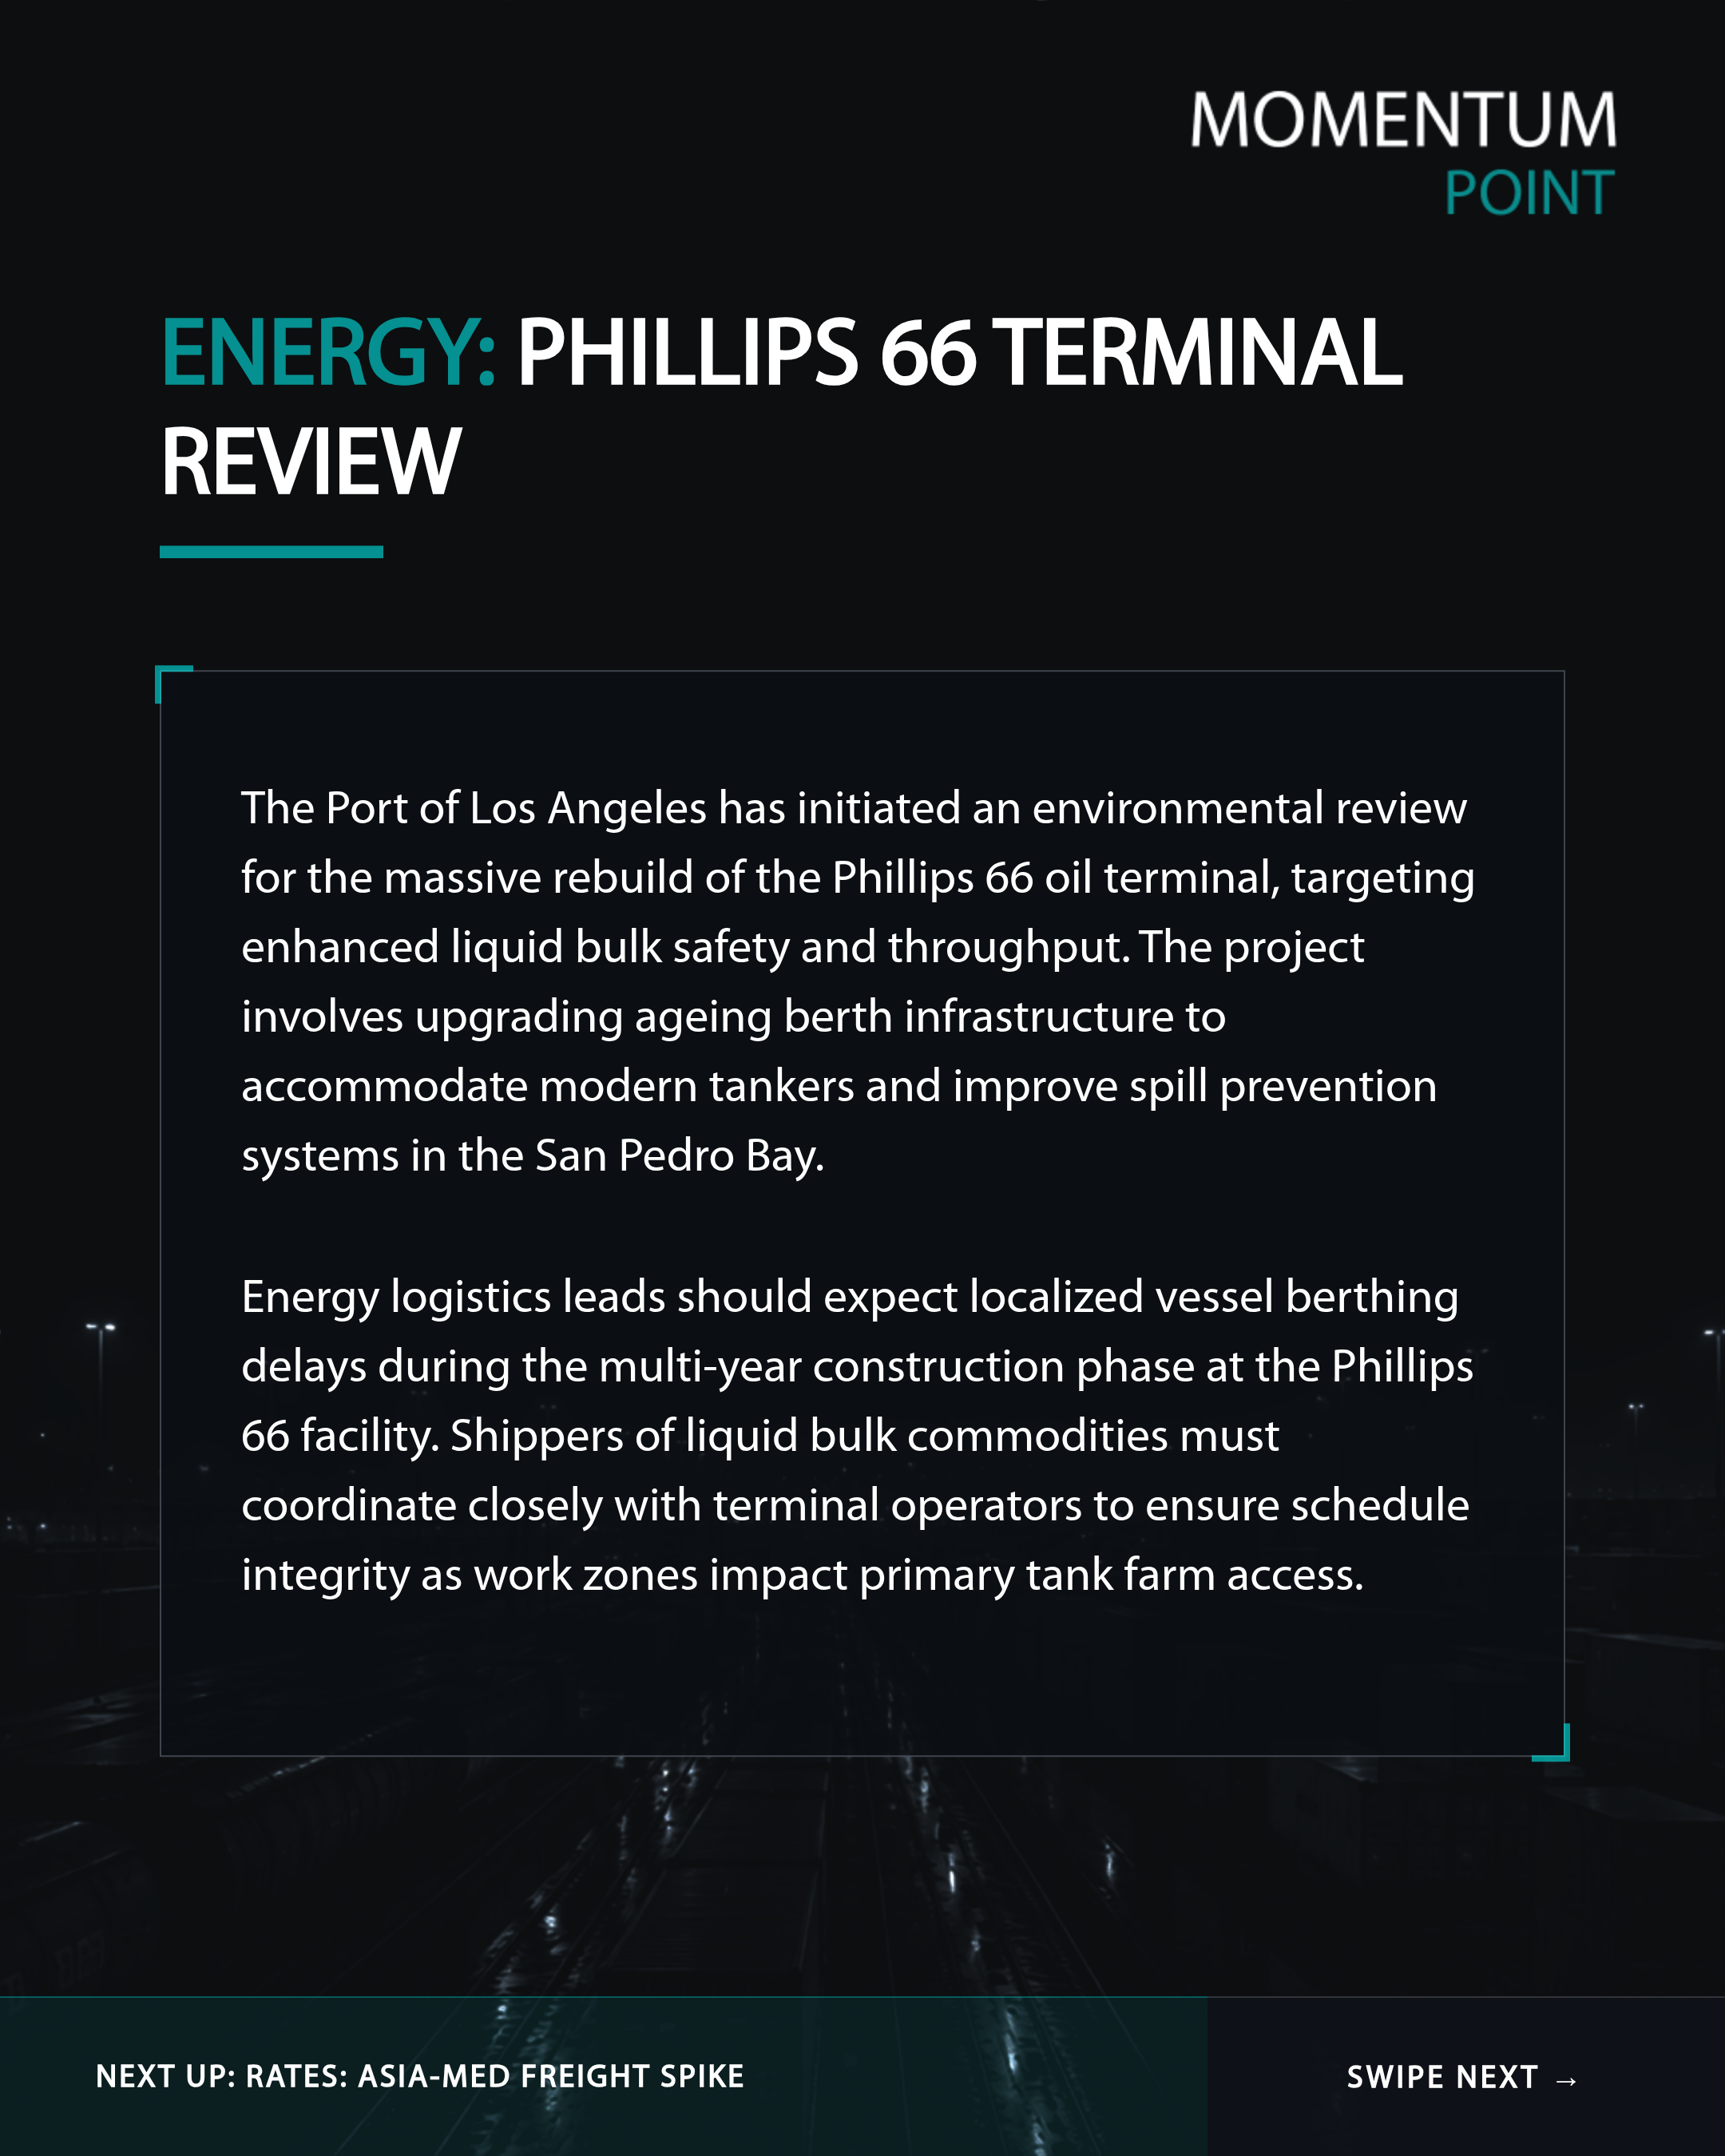 MOMENTUM
POINT
ENERGY: PHILLIPS 66 TERMINAL
REVIEW
The Port of Los Angeles has initiated an environmental review
for the massive rebuild of the Phillips 66 oil terminal, targeting
enhanced liquid bulk safety and throughput. The project
involves upgrading ageing berth infrastructure to
accommodate modern tankers and improve spill prevention
systems in the San Pedro Bay.
Energy logistics leads should expect localized vessel berthing
delays during the multi-year construction phase at the Phillips
66 facility. Shippers of liquid bulk commodities must
coordinate closely with terminal operators to ensure schedule
integrity as work zones impact primary tank farm access.
NEXT UP: RATES: ASIA-MED FREIGHT SPIKE
SWIPE NEXT →